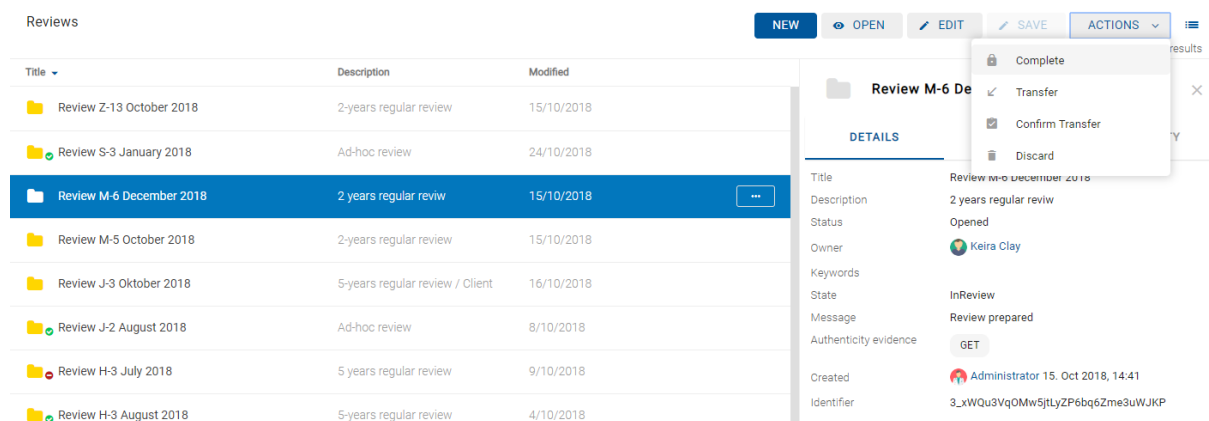 Reviews
NEW OPEN EDIT SAVE ACTIONS
results
Complete
Transfer
Confirm Transfer
Discard
Title Description Modified
Review Z-13 October 2018 2-years regular review 15/10/2018
Review S-3 January 2018 Ad-hoc review 24/10/2018
Review M-6 December 2018 2 years regular reviw 15/10/2018 ...
Review M-5 October 2018 2-years regular review 15/10/2018
Review J-3 Oktober 2018 5-years regular review / Client 16/10/2018
Review J-2 August 2018 Ad-hoc review 8/10/2018
Review H-3 July 2018 5 years regular review 9/10/2018
Review H-3 August 2018 5-years regular review 4/10/2018
Review M-6 De
DETAILS
Title Review M-6 December 2018
Description 2 years regular reviw
Status Opened
Owner Keira Clay
Keywords
State InReview
Message Review prepared
Authenticity evidence GET
Created Administrator 15. Oct 2018, 14:41
Identifier 3_xWQu3VqOMw5jtLyZP6bq6Zme3uWJKP